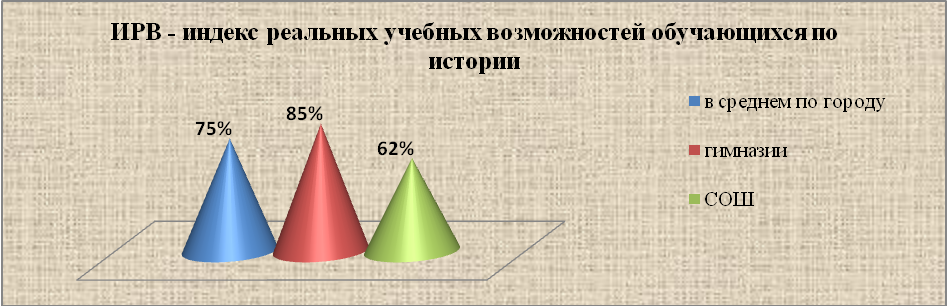 ИРВ - индекс реальных учебных возможностей обучающихся по
истории
75%
85%
62%
в среднем по городу
гимназии
СОШ